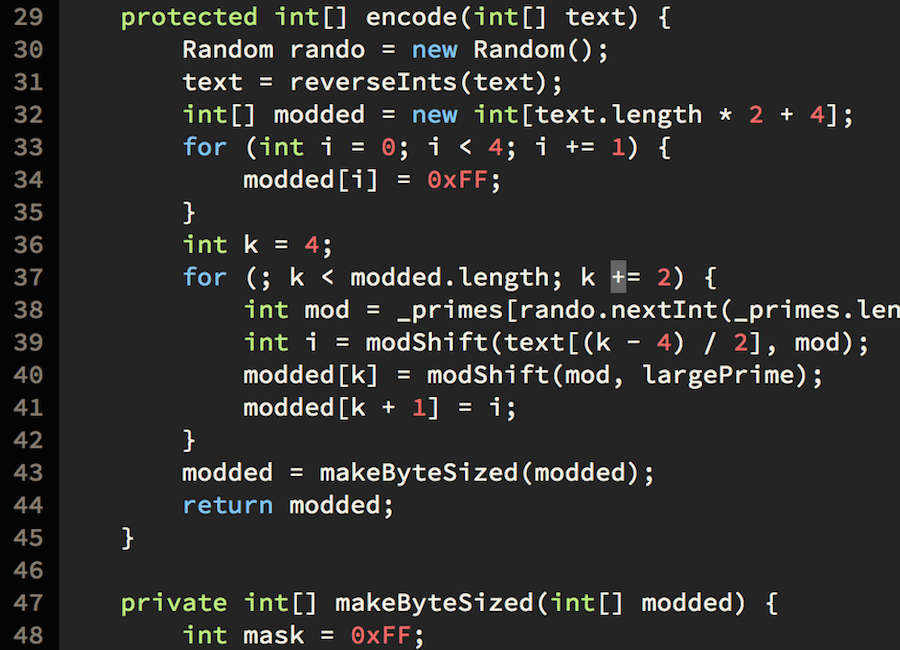 29     protected int[] encode(int[] text) {
30         Random rando = new Random();
31         text = reverseInts(text);
32         int[] modded = new int[text.length * 2 + 4];
33         for (int i = 0; i < 4; i += 1) {
34             modded[i] = 0xFF;
35         }
36         int k = 4;
37         for (; k < modded.length; k += 2) {
38             int mod = _primes[rando.nextInt(_primes.len
39             int i = modShift(text[(k - 4) / 2], mod);
40             modded[k] = modShift(mod, largePrime);
41             modded[k + 1] = i;
42         }
43         modded = makeByteSized(modded);
44         return modded;
45     }
46
47     private int[] makeByteSized(int[] modded) {
48         int mask = 0xFF;